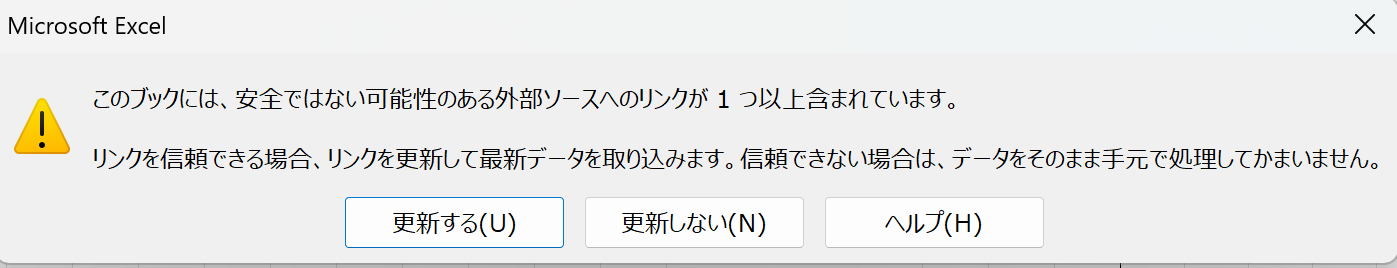 Microsoft Excel
このブックには、安全ではない可能性のある外部ソースへのリンクが 1 つ以上含まれています。
リンクを信頼できる場合、リンクを更新して最新データを取り込みます。信頼できない場合は、データをそのまま手元で処理してかまいません。
更新する(U) 更新しない(N) ヘルプ(H)